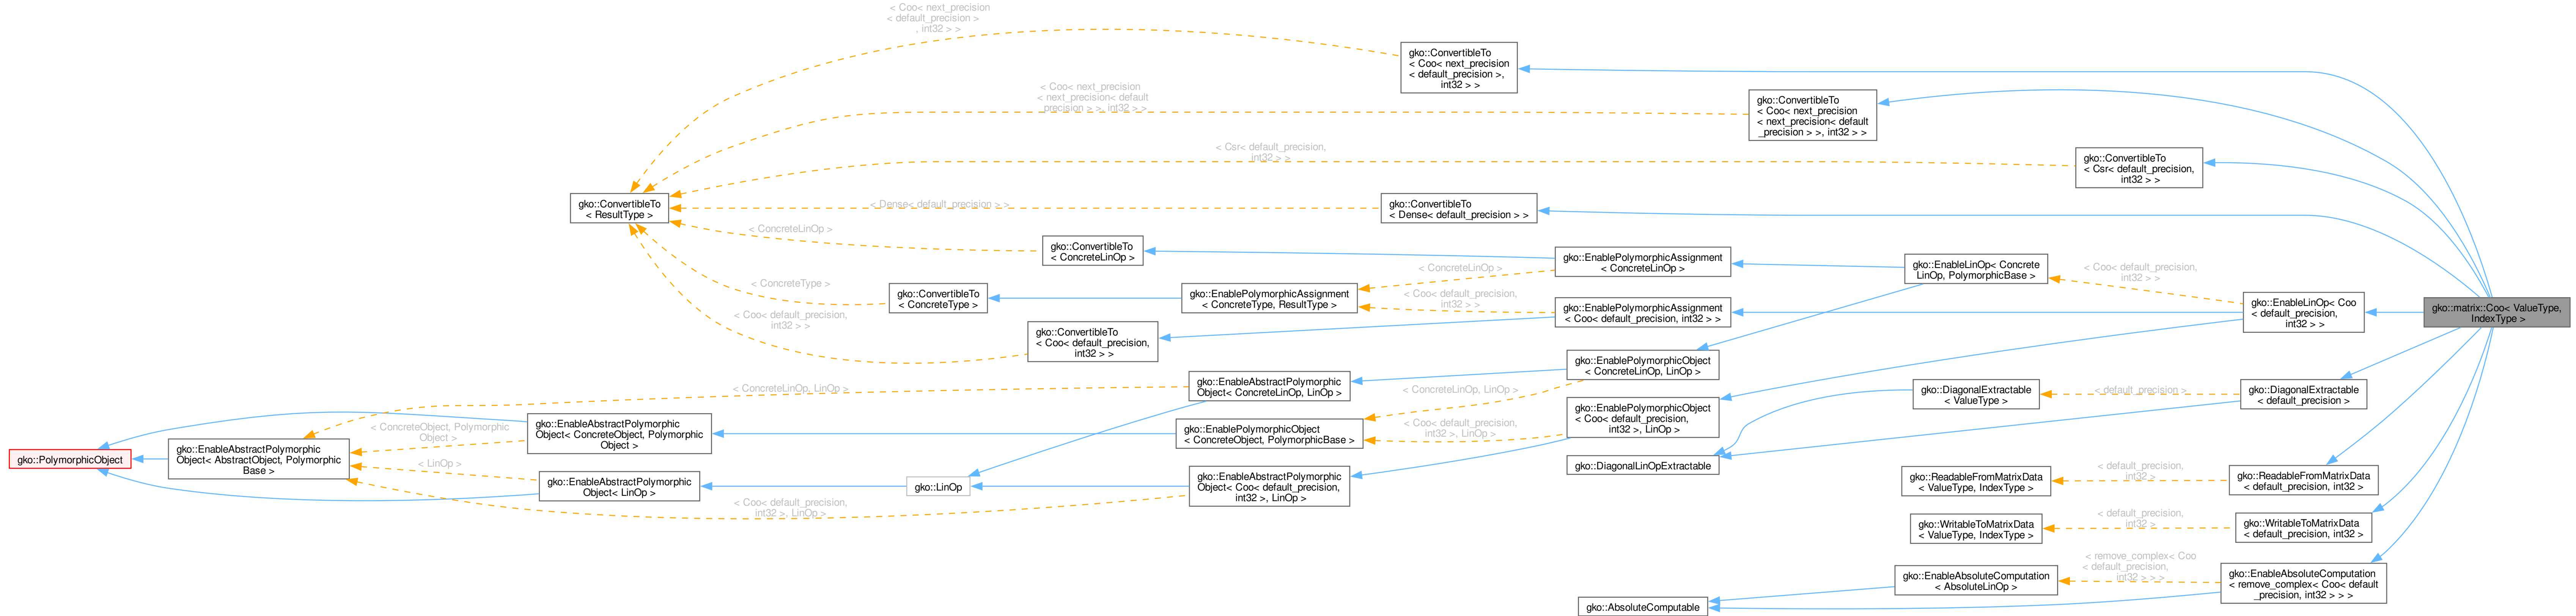 < Coo< next_precision
< default_precision >
, int32 > >
gko::ConvertibleTo
< Coo< next_precision
< default_precision >,
int32 > >
< Coo< next_precision
< next_precision< default
_precision > >, int32 > >
gko::ConvertibleTo
< Coo< next_precision
< next_precision< default
_precision > >, int32 > >
< Csr< default_precision,
int32 > >
gko::ConvertibleTo
< Csr< default_precision,
int32 > >
gko::ConvertibleTo
< ResultType >
< Dense< default_precision > >
gko::ConvertibleTo
< Dense< default_precision > >
< ConcreteLinOp >
gko::ConvertibleTo
< ConcreteLinOp >
gko::EnablePolymorphicAssignment
< ConcreteLinOp >
gko::EnableLinOp< Concrete
LinOp, PolymorphicBase >
< ConcreteLinOp >
< Coo< default_precision,
int32 > >
< ConcreteType >
gko::ConvertibleTo
< ConcreteType >
gko::EnablePolymorphicAssignment
< ConcreteType, ResultType >
< Coo< default_precision,
int32 > >
gko::EnablePolymorphicAssignment
< Coo< default_precision, int32 > >
gko::EnableLinOp< Coo
< default_precision,
int32 > >
gko::matrix::Coo< ValueType,
IndexType >
< Coo< default_precision,
int32 > >
gko::ConvertibleTo
< Coo< default_precision,
int32 > >
gko::EnablePolymorphicObject
< ConcreteLinOp, LinOp >
< ConcreteLinOp, LinOp >
gko::EnableAbstractPolymorphic
Object< ConcreteLinOp, LinOp >
< ConcreteLinOp, LinOp >
gko::DiagonalExtractable
< ValueType >
< default_precision >
gko::DiagonalExtractable
< default_precision >
gko::EnablePolymorphicObject
< Coo< default_precision,
int32 >, LinOp >
< ConcreteObject, Polymorphic
Object >
gko::EnableAbstractPolymorphic
Object< ConcreteObject, Polymorphic
Object >
gko::EnablePolymorphicObject
< ConcreteObject, PolymorphicBase >
< Coo< default_precision,
int32 >, LinOp >
gko::PolymorphicObject
gko::EnableAbstractPolymorphic
Object< AbstractObject, Polymorphic
Base >
< LinOp >
gko::EnableAbstractPolymorphic
Object< LinOp >
gko::LinOp
gko::EnableAbstractPolymorphic
Object< Coo< default_precision,
int32 >, LinOp >
gko::DiagonalLinOpExtractable
< Coo< default_precision,
int32 >, LinOp >
gko::ReadableFromMatrixData
< ValueType, IndexType >
< default_precision,
int32 >
gko::ReadableFromMatrixData
< default_precision, int32 >
gko::WritableToMatrixData
< ValueType, IndexType >
< default_precision,
int32 >
gko::WritableToMatrixData
< default_precision, int32 >
gko::EnableAbsoluteComputation
< AbsoluteLinOp >
< remove_complex< Coo
< default_precision,
int32 > > >
gko::EnableAbsoluteComputation
< remove_complex< Coo< default
_precision, int32 > > >
gko::AbsoluteComputable